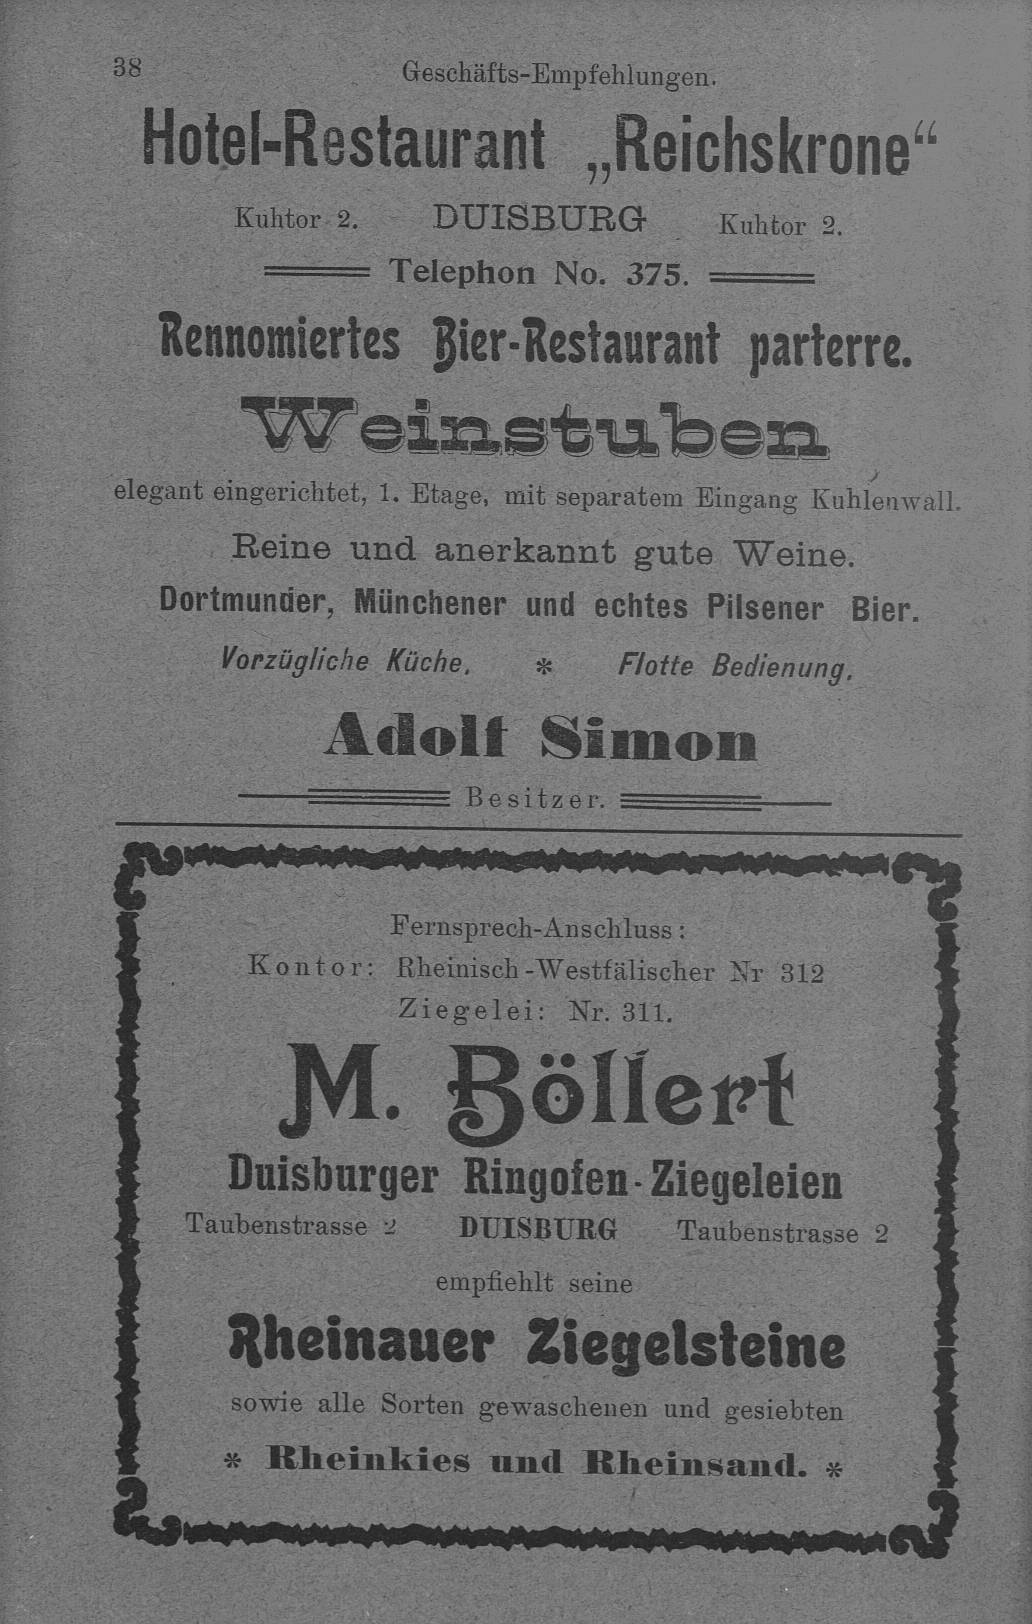 38
Geschäfts-Empfehlungen.
Hotel-Restaurant „Reichskrone“
Kuhtor 2. DUISBURG Kuhtor 2.
Telephon No. 375.
Rennomiertes Bier-Restaurant parterre.
Weinstuben
elegant eingerichtet, 1. Etage, mit separatem Eingang Kuhlenwall.
Reine und anerkannt gute Weine.
Dortmunder, Münchener und echtes Pilsener Bier.
Vorzügliche Küche. * Flotte Bedienung.
Adolf Simon
Besitzer.
Fernsprech-Anschluss:
Kontor: Rheinisch-Westfälischer Nr 312
Ziegelei: Nr. 311.
M. Böllert
Duisburger Ringofen-Ziegeleien
Taubenstrasse 2 DUISBURG Taubenstrasse 2
empfiehlt seine
Rheinauer Ziegelsteine
sowie alle Sorten gewaschenen und gesiebten
* Rheinkies und Rheinsand. *